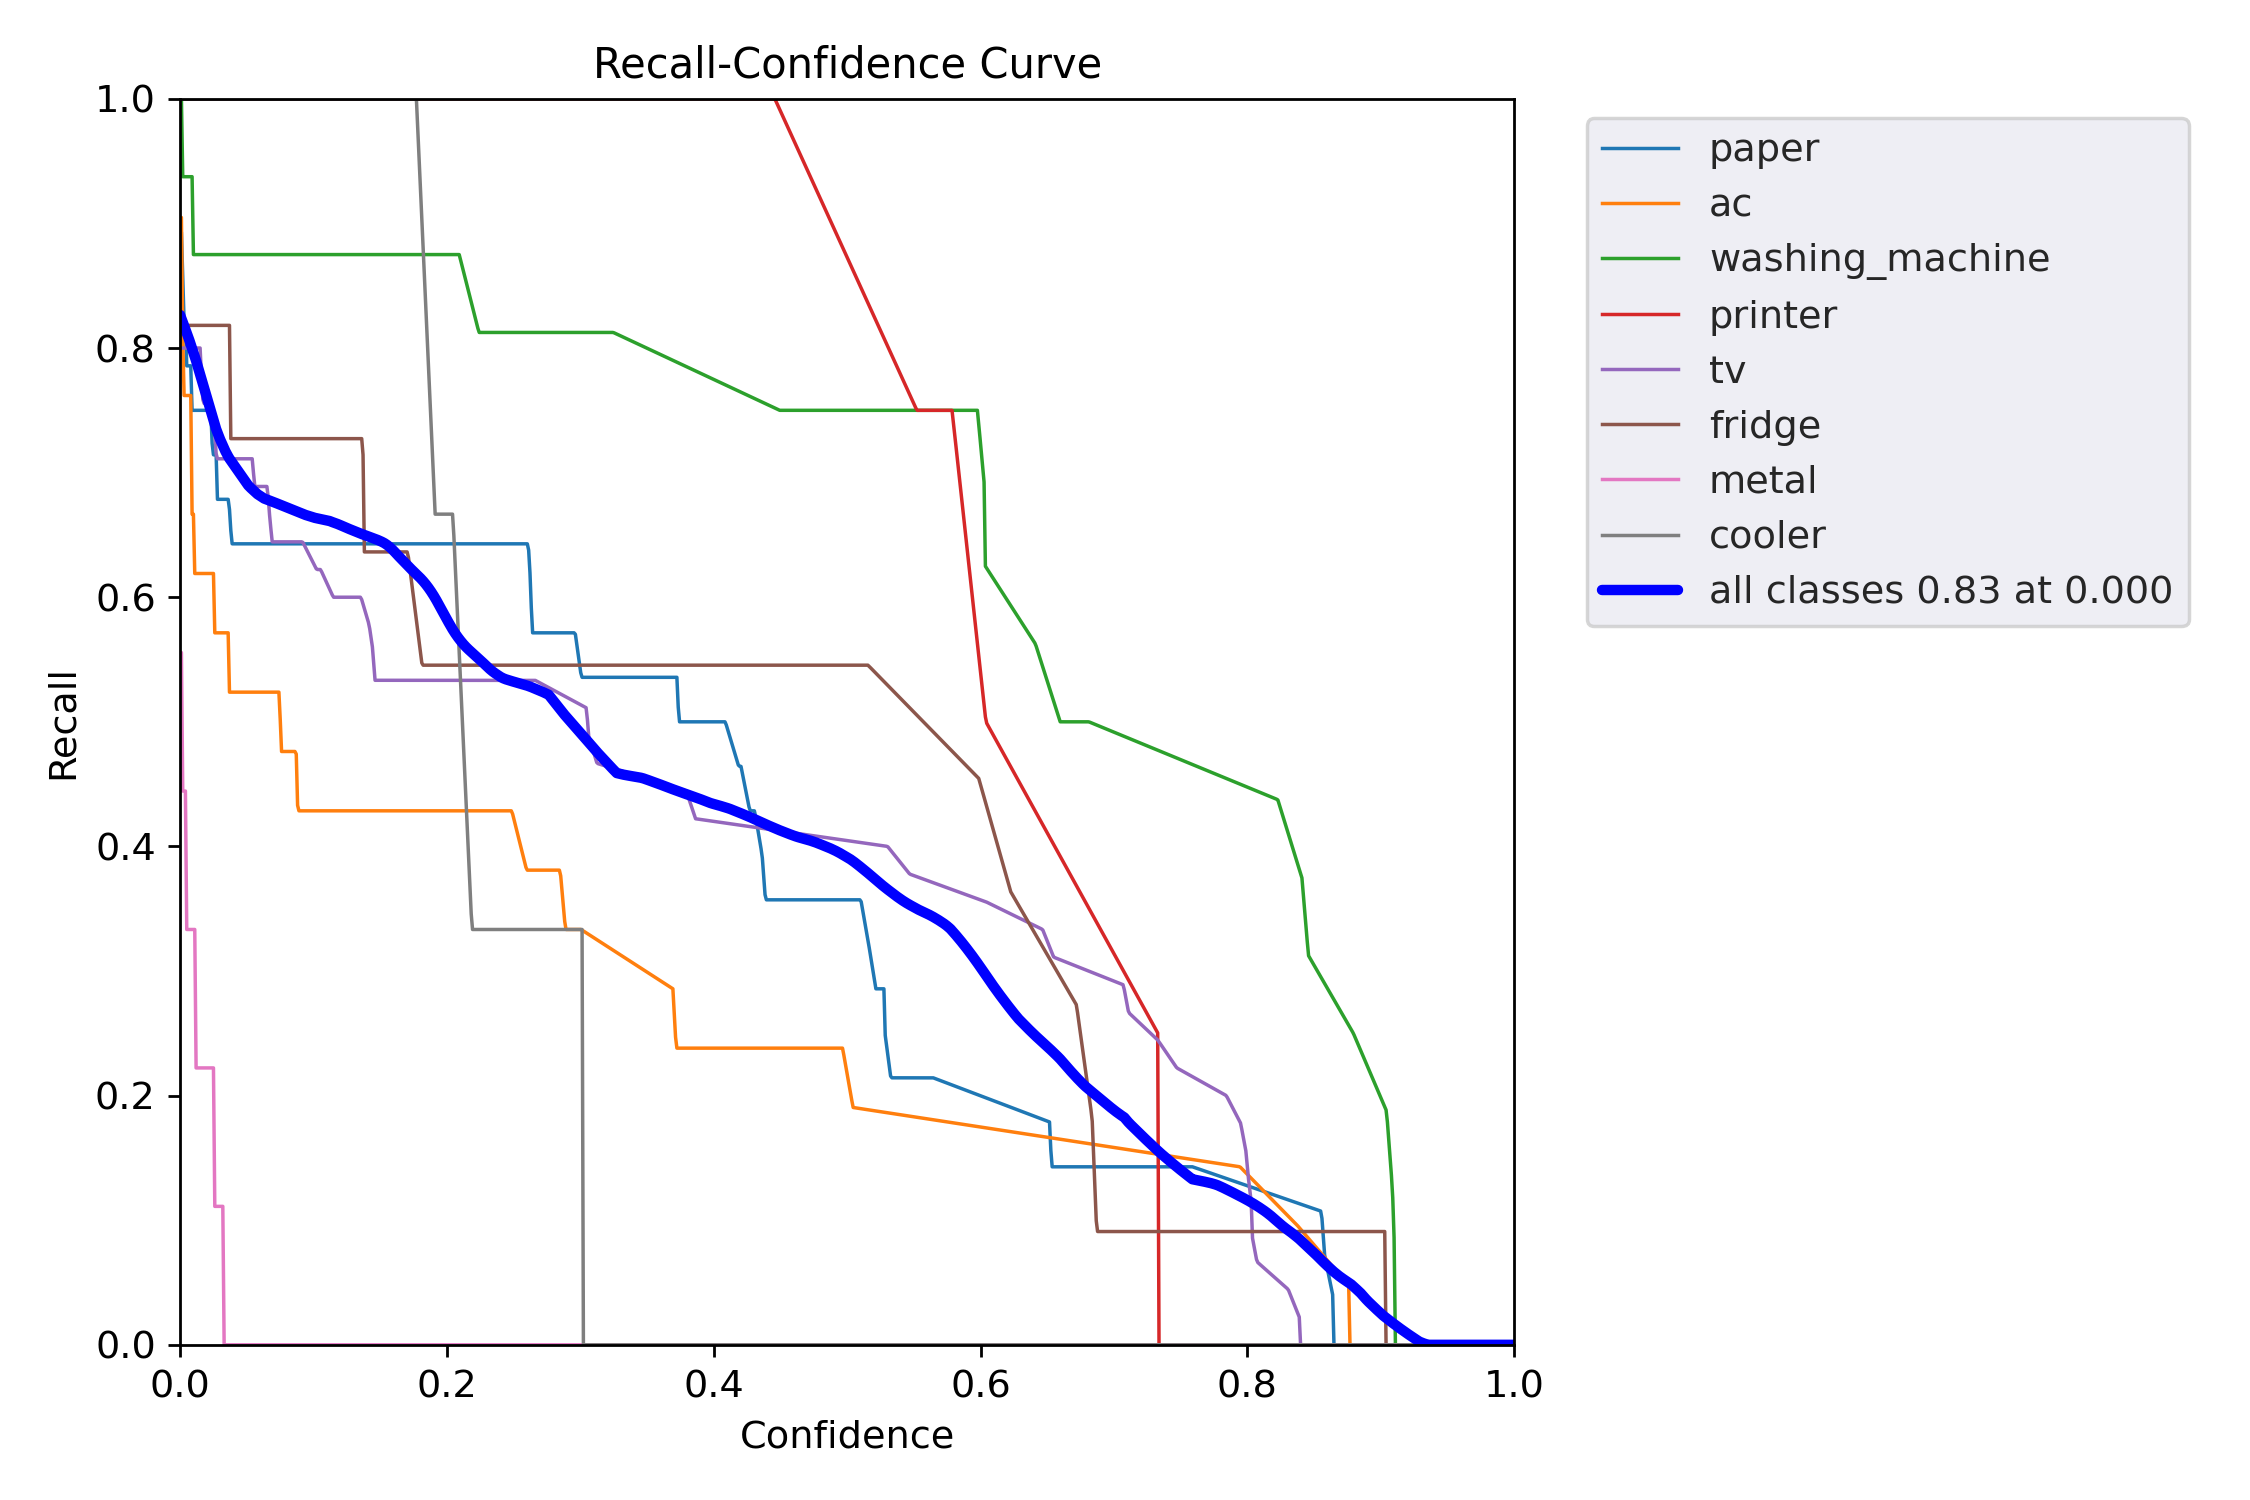 Recall-Confidence Curve
1.0
0.8
0.6
0.4
0.2
0.0
Recall
0.0 0.2 0.4 0.6 0.8 1.0
Confidence
paper
ac
washing_machine
printer
tv
fridge
metal
cooler
all classes 0.83 at 0.000